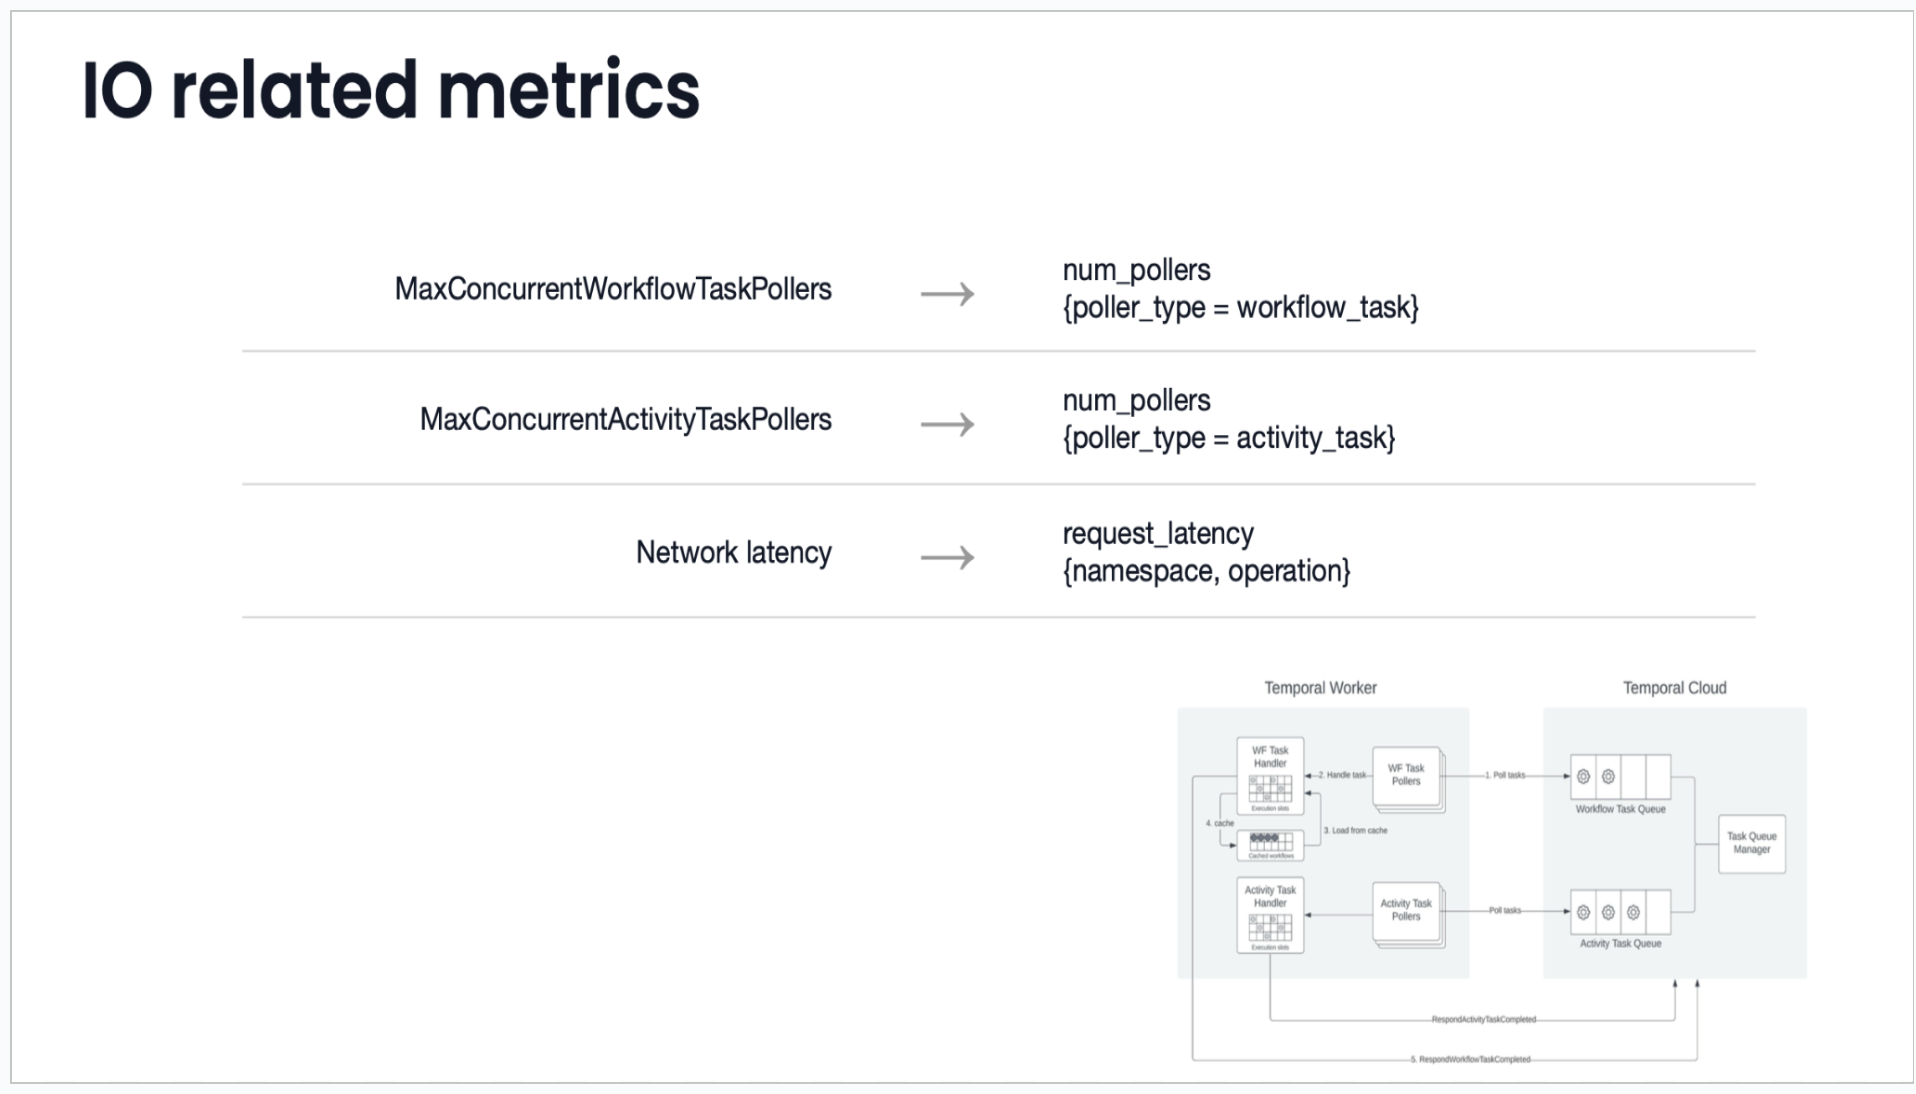 IO related metrics
MaxConcurrentWorkflowTaskPollers
num_pollers
{poller_type = workflow_task}
MaxConcurrentActivityTaskPollers
num_pollers
{poller_type = activity_task}
Network latency
request_latency
{namespace, operation}
Temporal Worker
Temporal Cloud
WF Task
Handler
Execution slots
2. Handle task
WF Task
Pollers
1. Poll tasks
Workflow Task Queue
4. cache
3. Load from cache
Cached workflows
Task Queue
Manager
Activity Task
Handler
Execution slots
Activity Task
Pollers
Poll tasks
Activity Task Queue
RespondActivityTaskCompleted
5. RespondWorkflowTaskCompleted